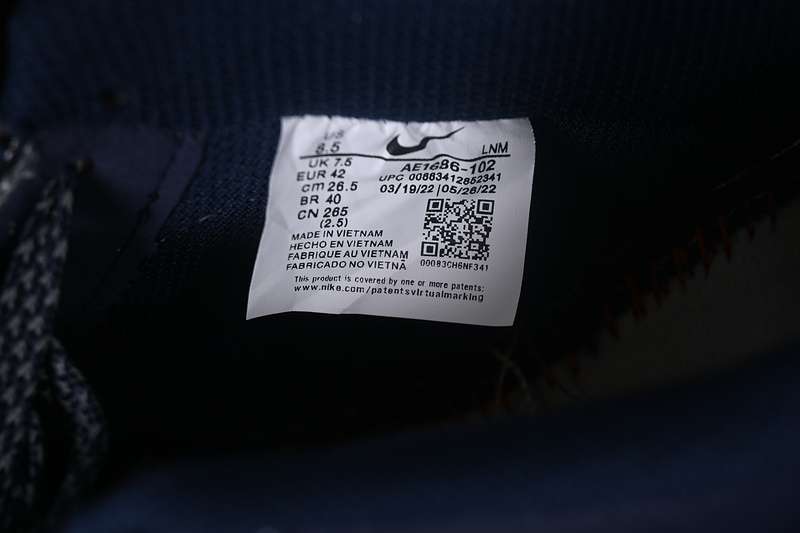 US
8.5
LNM
UK 7.5
EUR 42
cm 26.5
BR 40
CN 265
(2.5)
AE1686-102
UPC 00883412852341
03/19/22 | 05/26/22
00083CH6NF341
MADE IN VIETNAM
HECHO EN VIETNAM
FABRIQUE AU VIETNAM
FABRICADO NO VIETNÃ
This product is covered by one or more patents:
www.nike.com/patentsvirtualmarking